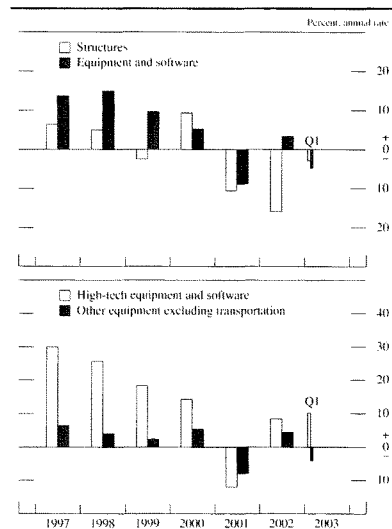 Percent, annual rate
Structures
Equipment and software
20
10
Q1
+
0
−
10
20
High-tech equipment and software
Other equipment excluding transportation
40
30
20
Q1
10
+
0
−
10
1997 1998 1999 2000 2001 2002 2003